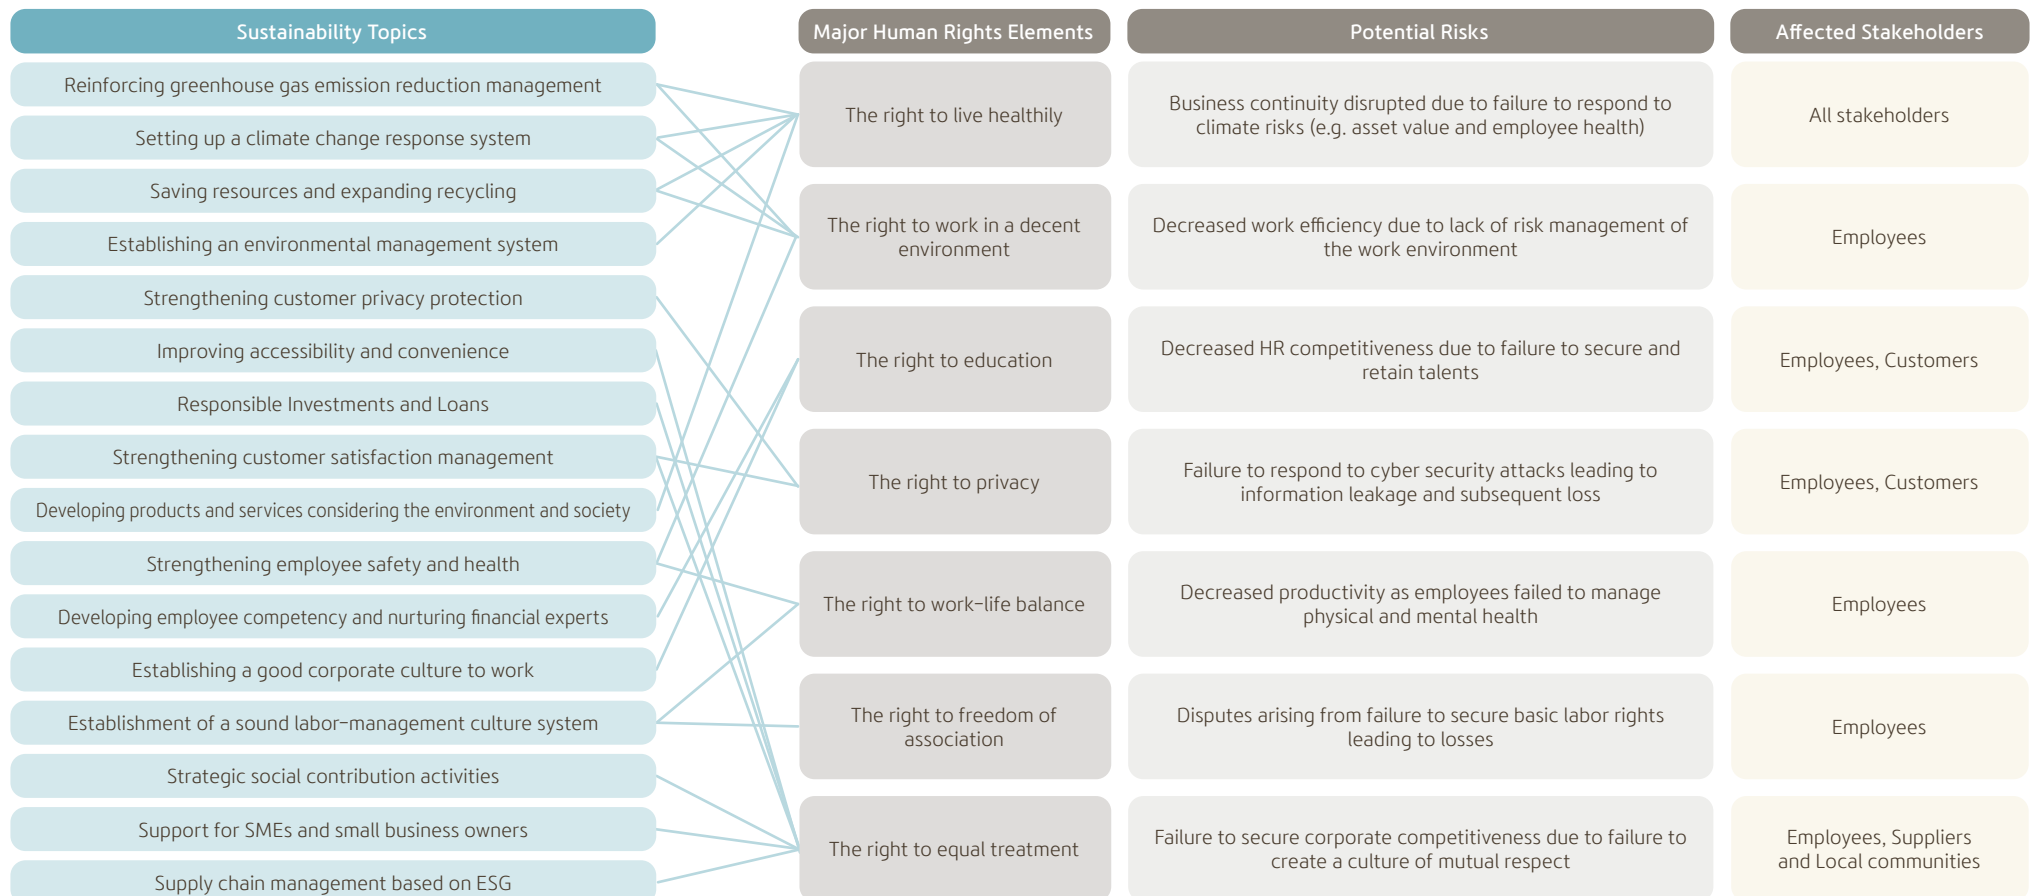 Sustainability Topics
Reinforcing greenhouse gas emission reduction management
Setting up a climate change response system
Saving resources and expanding recycling
Establishing an environmental management system
Strengthening customer privacy protection
Improving accessibility and convenience
Responsible Investments and Loans
Strengthening customer satisfaction management
Developing products and services considering the environment and society
Strengthening employee safety and health
Developing employee competency and nurturing financial experts
Establishing a good corporate culture to work
Establishment of a sound labor-management culture system
Strategic social contribution activities
Support for SMEs and small business owners
Supply chain management based on ESG
Major Human Rights Elements
The right to live healthily
The right to work in a decent
environment
The right to education
The right to privacy
The right to work-life balance
The right to freedom of
association
The right to equal treatment
Potential Risks
Business continuity disrupted due to failure to respond to
climate risks (e.g. asset value and employee health)
Decreased work efficiency due to lack of risk management of
the work environment
Decreased HR competitiveness due to failure to secure and
retain talents
Failure to respond to cyber security attacks leading to
information leakage and subsequent loss
Decreased productivity as employees failed to manage
physical and mental health
Disputes arising from failure to secure basic labor rights
leading to losses
Failure to secure corporate competitiveness due to failure to
create a culture of mutual respect
Affected Stakeholders
All stakeholders
Employees
Employees, Customers
Employees, Customers
Employees
Employees
Employees, Suppliers
and Local communities